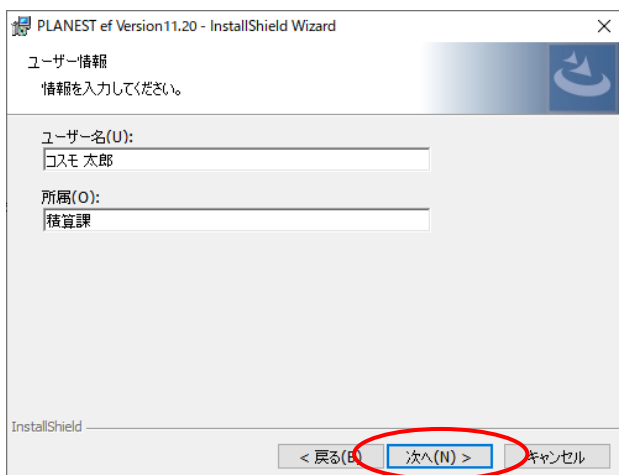 PLANEST ef Version11.20 - InstallShield Wizard
ユーザー情報
情報を入力してください。
ユーザー名(U):
コスモ 太郎
所属(O):
積算課
InstallShield
< 戻る(B) 次へ(N) > キャンセル